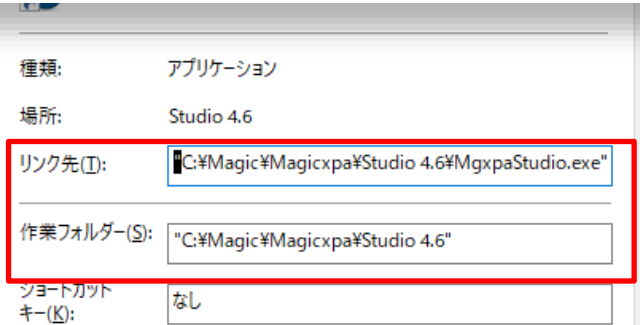 種類: アプリケーション
場所: Studio 4.6
リンク先(T): "C:¥Magic¥Magicxpa¥Studio 4.6¥MgxpaStudio.exe"
作業フォルダー(S): "C:¥Magic¥Magicxpa¥Studio 4.6"
ショートカット
キー(K): なし